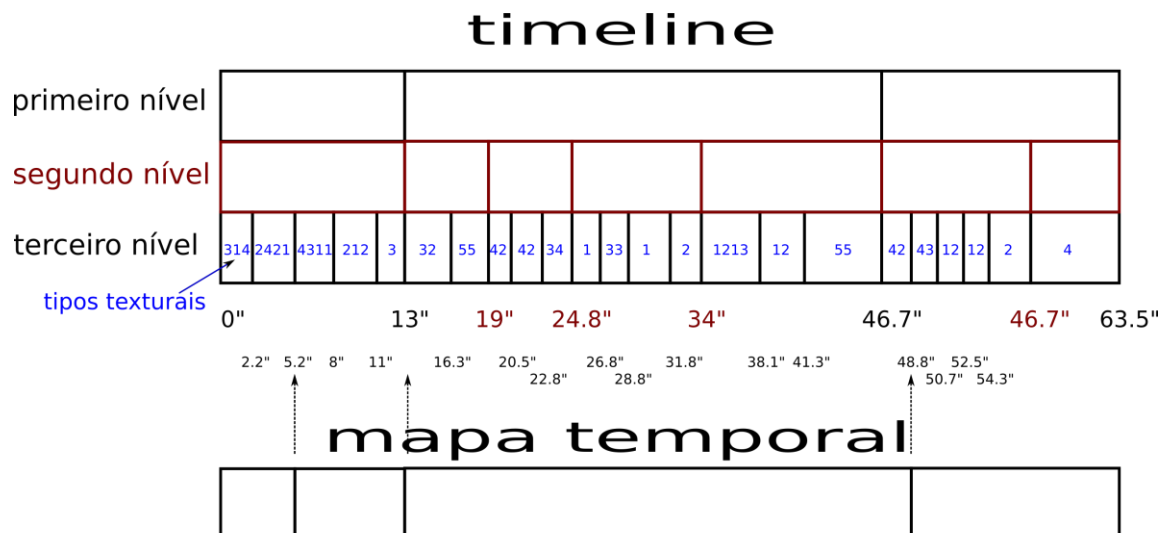 timeline
primeiro nível
segundo nível
terceiro nível
314 2421 4311 212 3 32 55 42 42 34 1 33 1 2 1213 12 55 42 43 12 12 2 4
tipos texturais
0" 13" 19" 24.8" 34" 46.7" 46.7" 63.5"
2.2" 5.2" 8" 11" 16.3" 20.5" 26.8" 31.8" 38.1" 41.3" 48.8" 52.5"
22.8" 28.8" 50.7" 54.3"
mapa temporal